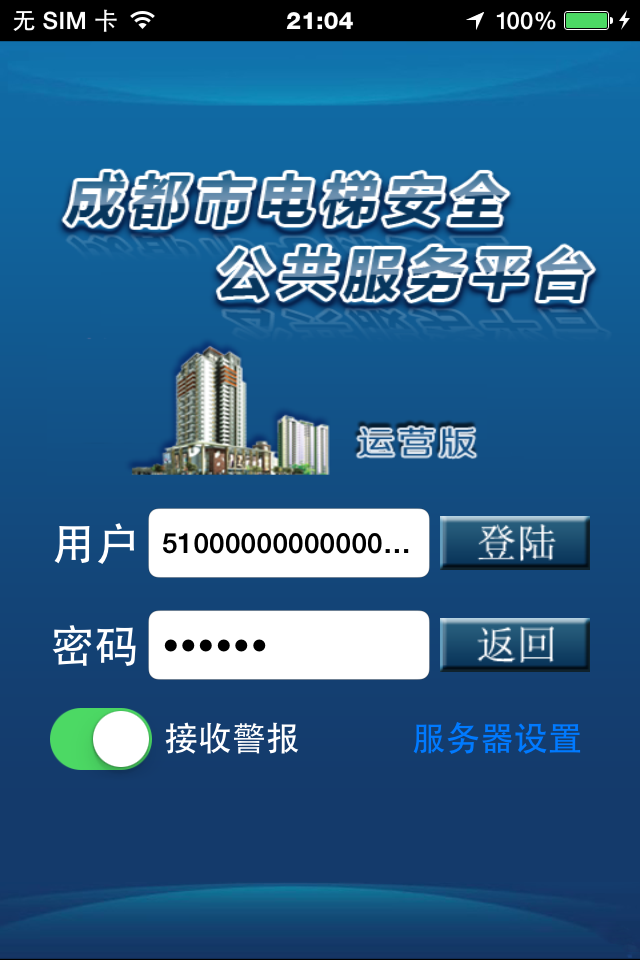 无 SIM 卡
21:04
100%
成都市电梯安全
公共服务平台
运营版
用户
51000000000000...
登陆
密码
••••••
返回
接收警报
服务器设置